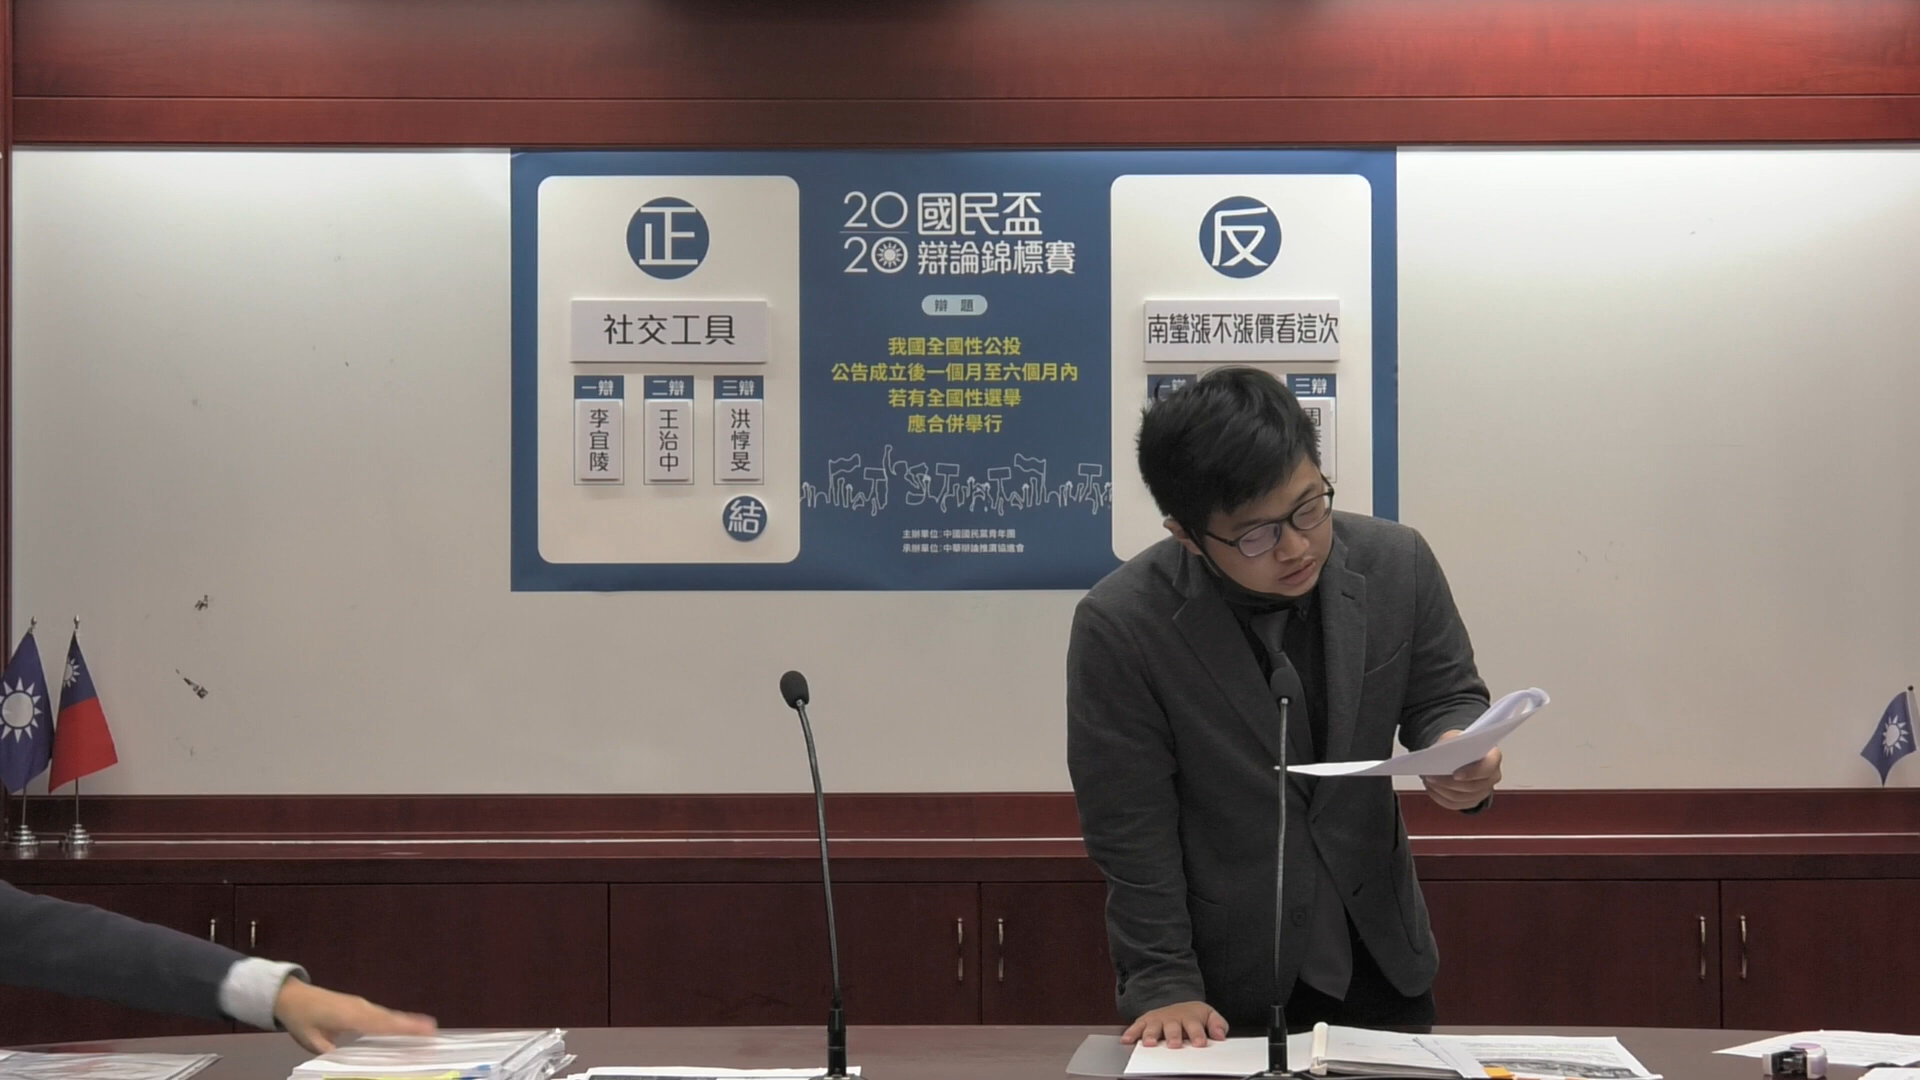 正
社交工具
一辯
二辯
三辯
李宜陵
王治中
洪惇旻
結
2020 國民盃
辯論錦標賽
辯 題
我國全國性公投
公告成立後一個月至六個月內
若有全國性選舉
應合併舉行
主辦單位:中國國民黨青年團
承辦單位:中華辯論推廣協進會
反
南蠻漲不漲價看這次
一辯
三辯